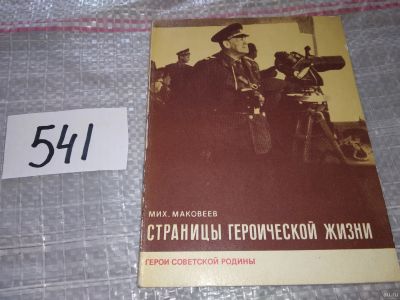 541
МИХ. МАКОВЕЕВ
СТРАНИЦЫ ГЕРОИЧЕСКОЙ ЖИЗНИ
ГЕРОИ СОВЕТСКОЙ РОДИНЫ